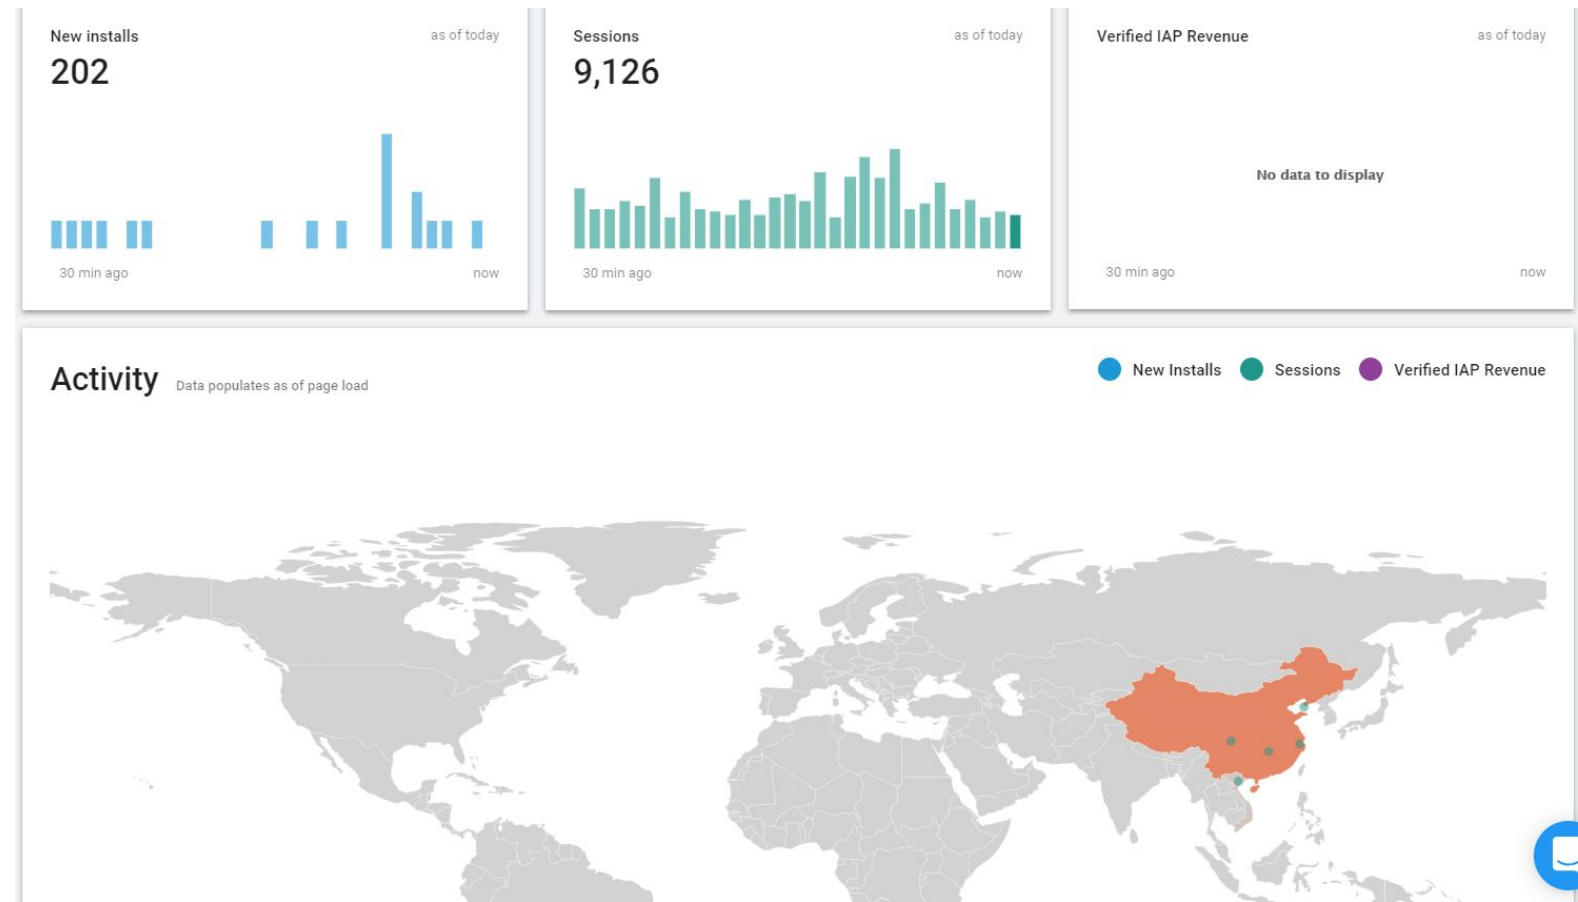 New installs
as of today
202
30 min ago
now
Sessions
as of today
9,126
30 min ago
now
Verified IAP Revenue
as of today
No data to display
30 min ago
now
Activity
Data populates as of page load
New Installs
Sessions
Verified IAP Revenue